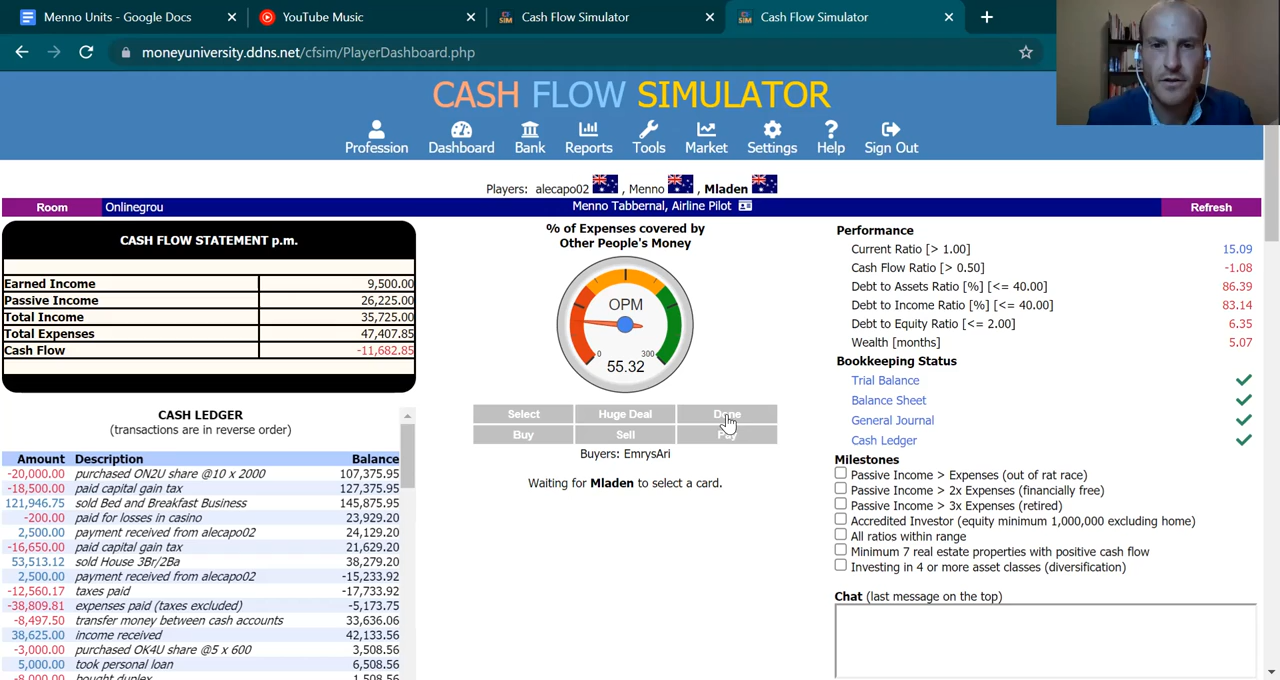 Menno Units - Google Docs
YouTube Music
Cash Flow Simulator
Cash Flow Simulator
moneyuniversity.ddns.net/cfsim/PlayerDashboard.php
CASH FLOW SIMULATOR
Profession Dashboard Bank Reports Tools Market Settings Help Sign Out
Players: alecapo02 , Menno , Mladen
Room Onlinegrou Menno Tabbernal, Airline Pilot Refresh
CASH FLOW STATEMENT p.m.
Earned Income 9,500.00
Passive Income 26,225.00
Total Income 35,725.00
Total Expenses 47,407.85
Cash Flow -11,682.85
CASH LEDGER
(transactions are in reverse order)
Amount Description Balance
-20,000.00 purchased ON2U share @10 x 2000 107,375.95
-18,500.00 paid capital gain tax 127,375.95
121,946.75 sold Bed and Breakfast Business 145,875.95
-200.00 paid for losses in casino 23,929.20
2,500.00 payment received from alecapo02 24,129.20
-16,650.00 paid capital gain tax 21,629.20
53,513.12 sold House 3Br/2Ba 38,279.20
2,500.00 payment received from alecapo02 -15,233.92
-12,560.17 taxes paid -17,733.92
-38,809.81 expenses paid (taxes excluded) -5,173.75
-8,497.50 transfer money between cash accounts 33,636.06
38,625.00 income received 42,133.56
-3,000.00 purchased OK4U share @5 x 600 3,508.56
5,000.00 took personal loan 6,508.56
-8,000.00 bought duplex 1,508.56
% of Expenses covered by
Other People's Money
OPM
0 300
55.32
Select Huge Deal Done
Buy Sell Pay
Buyers: EmrysAri
Waiting for Mladen to select a card.
Performance
Current Ratio [> 1.00] 15.09
Cash Flow Ratio [> 0.50] -1.08
Debt to Assets Ratio [%] [<= 40.00] 86.39
Debt to Income Ratio [%] [<= 40.00] 83.14
Debt to Equity Ratio [<= 2.00] 6.35
Wealth [months] 5.07
Bookkeeping Status
Trial Balance
Balance Sheet
General Journal
Cash Ledger
Milestones
Passive Income > Expenses (out of rat race)
Passive Income > 2x Expenses (financially free)
Passive Income > 3x Expenses (retired)
Accredited Investor (equity minimum 1,000,000 excluding home)
All ratios within range
Minimum 7 real estate properties with positive cash flow
Investing in 4 or more asset classes (diversification)
Chat (last message on the top)